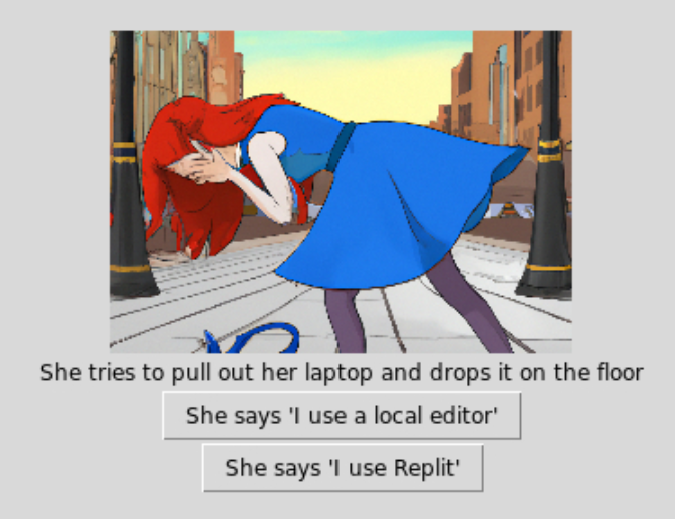 She tries to pull out her laptop and drops it on the floor
She says 'I use a local editor'
She says 'I use Replit'